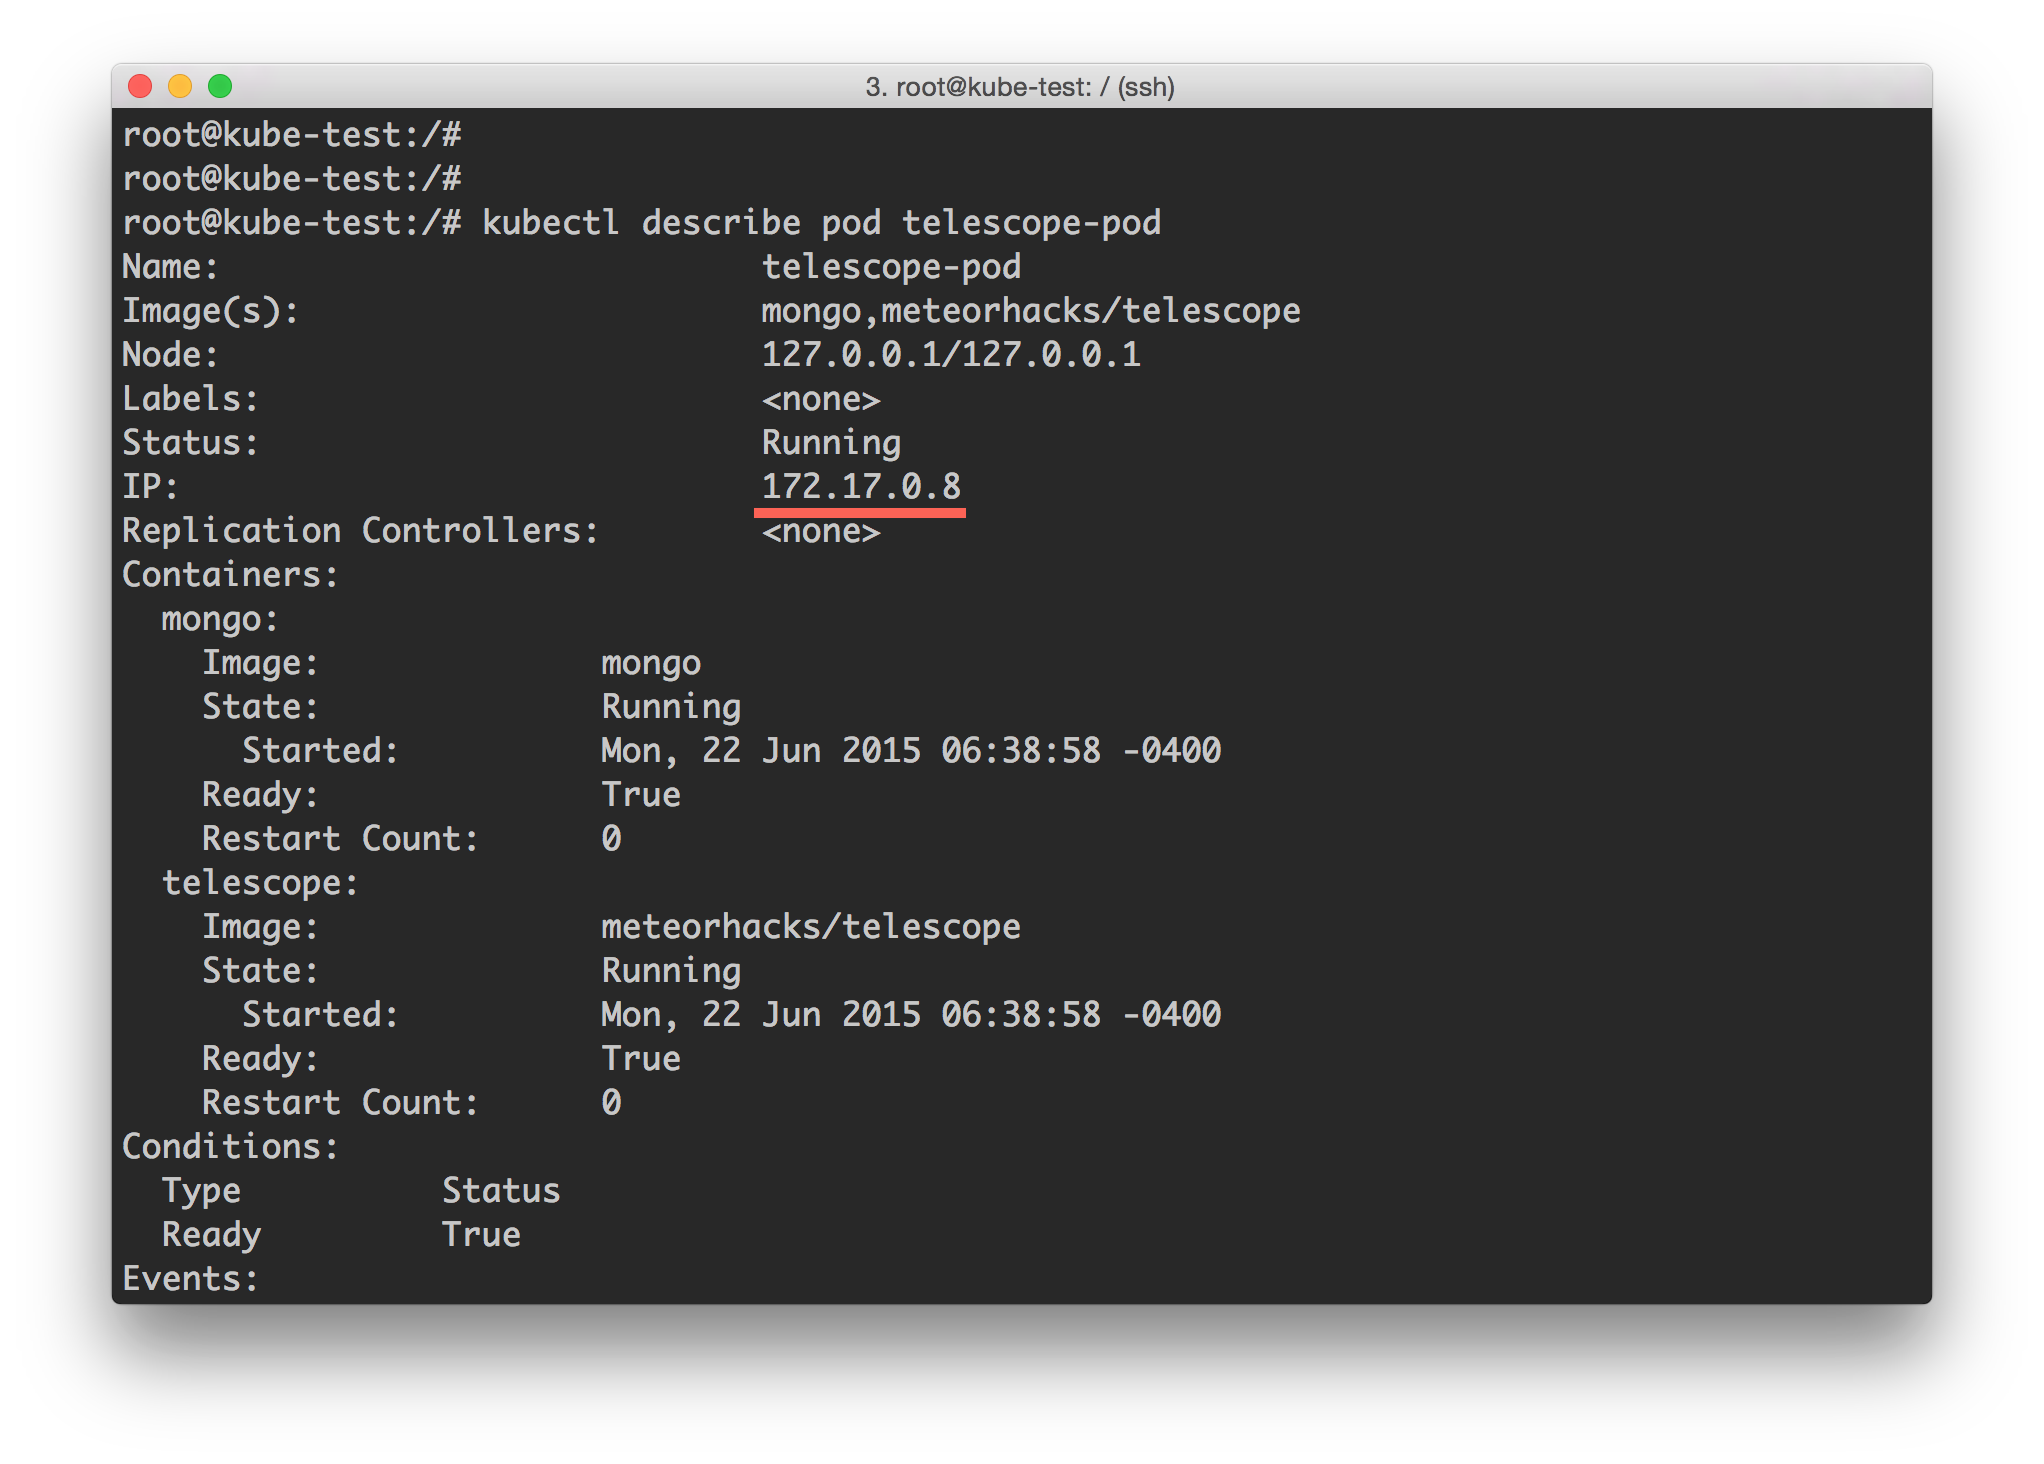 3. root@kube-test: / (ssh)
root@kube-test:/#
root@kube-test:/#
root@kube-test:/# kubectl describe pod telescope-pod
Name: telescope-pod
Image(s): mongo,meteorhacks/telescope
Node: 127.0.0.1/127.0.0.1
Labels: <none>
Status: Running
IP: 172.17.0.8
Replication Controllers: <none>
Containers:
mongo:
Image: mongo
State: Running
Started: Mon, 22 Jun 2015 06:38:58 -0400
Ready: True
Restart Count: 0
telescope:
Image: meteorhacks/telescope
State: Running
Started: Mon, 22 Jun 2015 06:38:58 -0400
Ready: True
Restart Count: 0
Conditions:
Type Status
Ready True
Events: